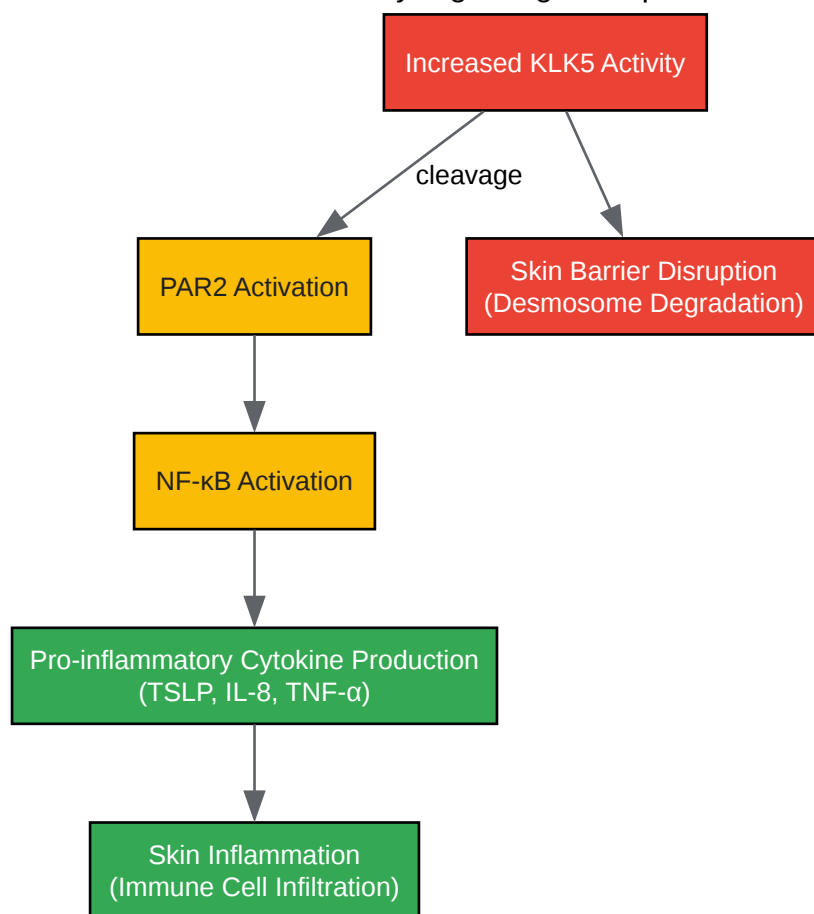 Increased KLK5 Activity
cleavage
PAR2 Activation
Skin Barrier Disruption
(Desmosome Degradation)
NF-κB Activation
Pro-inflammatory Cytokine Production
(TSLP, IL-8, TNF-α)
Skin Inflammation
(Immune Cell Infiltration)